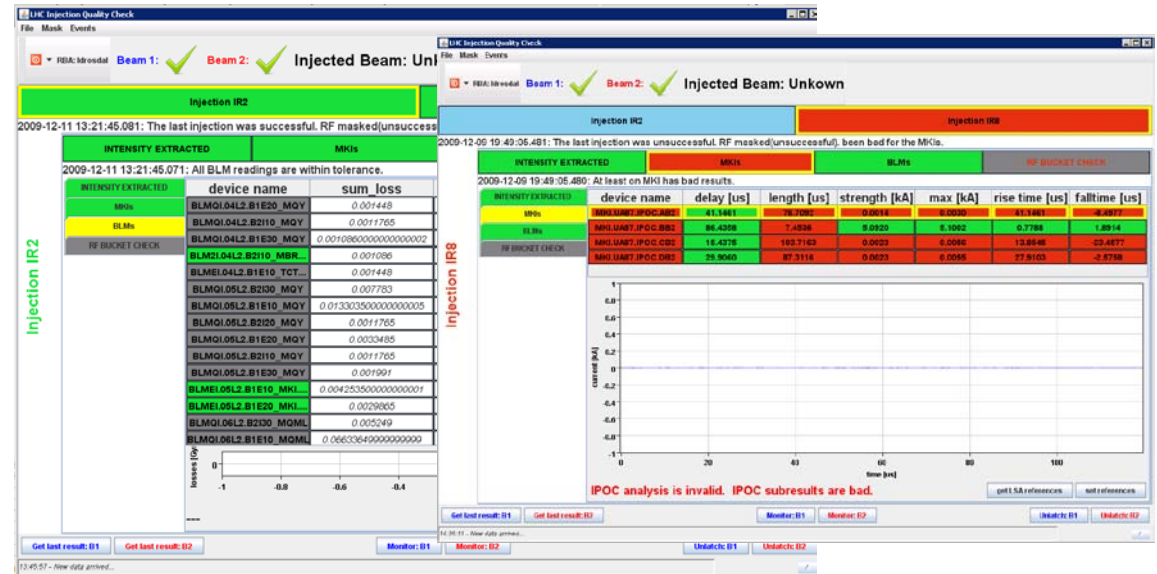 LHC Injection Quality Check
File Mask Events
RBA: ldrosdal Beam 1: Beam 2: Injected Beam: Un
Injection IR2
2009-12-11 13:21:45.081: The last injection was successful. RF masked(unsuccess
INTENSITY EXTRACTED MKIs
2009-12-11 13:21:45.071: All BLM readings are within tolerance.
INTENSITY EXTRACTED
MKIs
BLMs
RF BUCKET CHECK
Injection IR2
device name sum_loss
BLMQI.04L2.B1E20_MQY 0.001448
BLMQI.04L2.B2I10_MQY 0.0011765
BLMQI.04L2.B1E30_MQY 0.0010860000000000002
BLM2I.04L2.B2I10_MBR... 0.001086
BLMEI.04L2.B1E10_TCT... 0.001448
BLMQI.05L2.B2I30_MQY 0.007783
BLMQI.05L2.B1E10_MQY 0.013303500000000005
BLMQI.05L2.B2I20_MQY 0.0011765
BLMQI.05L2.B1E20_MQY 0.0033485
BLMQI.05L2.B2I10_MQY 0.0011765
BLMQI.05L2.B1E30_MQY 0.001991
BLMEI.05L2.B1E10_MKI... 0.004253500000000001
BLMEI.05L2.B1E20_MKI... 0.0029865
BLMQI.06L2.B2I30_MQML 0.005249
BLMQI.06L2.B1E10_MQML 0.06633649999999999
losses [Gy
0
-1 -0.8 -0.6 -0.4
---
Get last result: B1 Get last result: B2 Monitor: B1 Monitor: B2 Unlatch: B1 Unlatch: B2
13:45:57 - New data arrived...
LHC Injection Quality Check
File Mask Events
RBA: ldrosdal Beam 1: Beam 2: Injected Beam: Unkown
Injection IR2 Injection IR8
2009-12-09 19:49:05.481: The last injection was unsuccessful. RF masked(unsuccessful). been bad for the MKIs.
INTENSITY EXTRACTED MKIs BLMs RF BUCKET CHECK
2009-12-09 19:49:05.480: At least on MKI has bad results.
INTENSITY EXTRACTED
MKIs
BLMs
RF BUCKET CHECK
Injection IR8
device name delay [us] length [us] strength [kA] max [kA] rise time [us] falltime [us]
MKI.UA87.IPOC.AB2 41.1461 78.7092 0.0014 0.0030 41.1461 -8.4977
MKI.UA87.IPOC.BB2 86.4358 7.4936 5.0920 5.1002 0.7788 1.8914
MKI.UA87.IPOC.CB2 15.4375 103.7163 0.0023 13.8545 -23.4577
MKI.UA87.IPOC.DB2 29.9060 87.3114 0.0023 0.0055 27.9103 -2.5758
current [kA]
1
0.8
0.6
0.4
0.2
0
-0.2
-0.4
-0.6
-0.8
-1
0 20 40 60 80 100
time [us]
IPOC analysis is invalid. IPOC subresults are bad.
get LSA references set references
Get last result: B1 Get last result: B2 Monitor: B1 Monitor: B2 Unlatch: B1 Unlatch: B2
New data arrived...